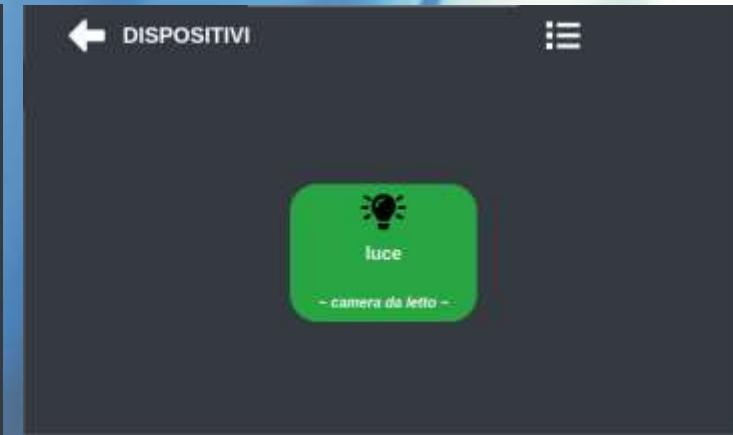 DISPOSITIVI
luce
~ camera da letto ~